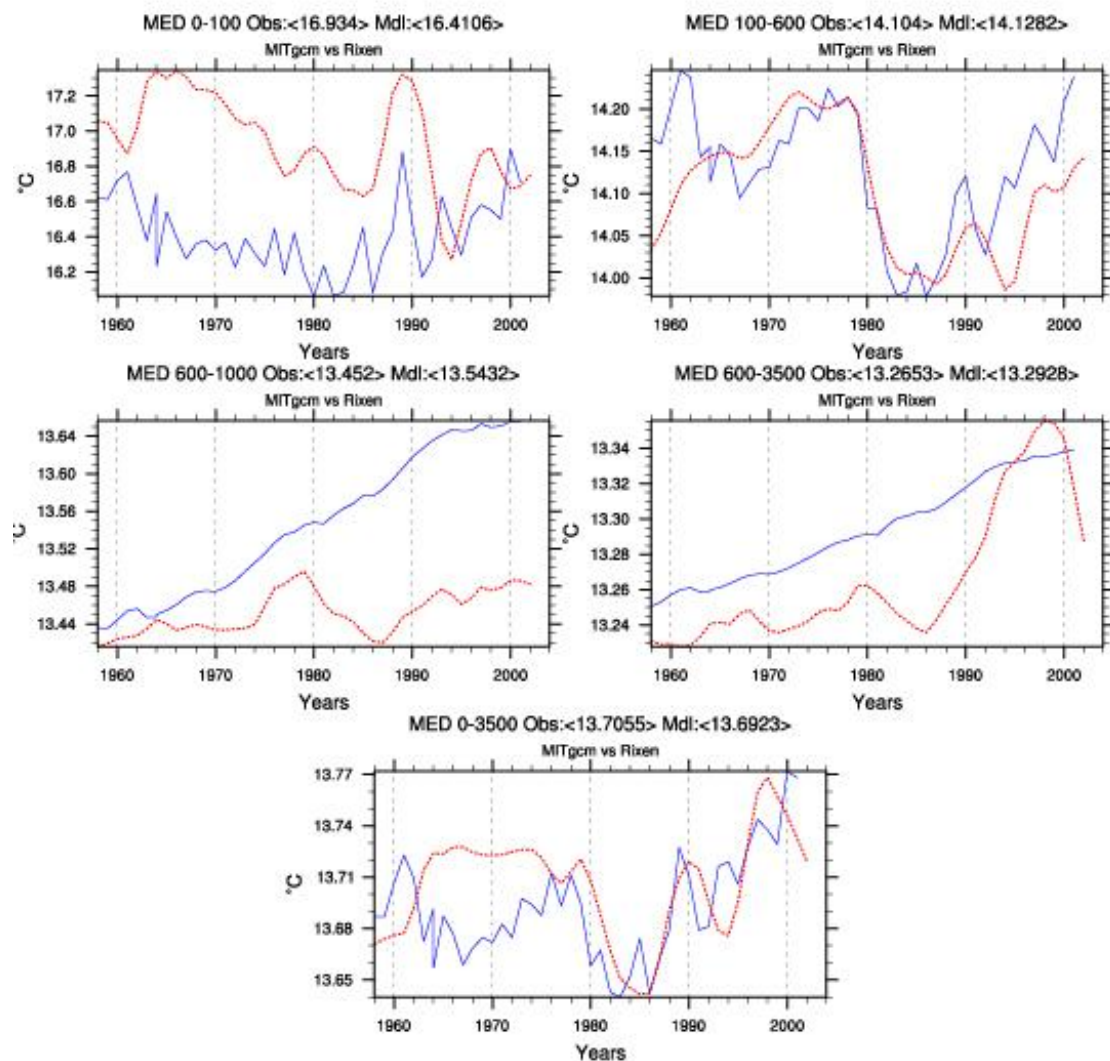 MED 0-100 Obs:<16.934> Mdl:<16.4106>
MITgcm vs Rixen
17.2
17.0
16.8
16.6
16.4
16.2
°C
1960 1970 1980 1990 2000
Years
MED 100-600 Obs:<14.104> Mdl:<14.1282>
MITgcm vs Rixen
14.20
14.15
14.10
14.05
14.00
°C
1960 1970 1980 1990 2000
Years
MED 600-1000 Obs:<13.452> Mdl:<13.5432>
MITgcm vs Rixen
13.64
13.60
13.56
13.52
13.48
13.44
°C
1960 1970 1980 1990 2000
Years
MED 600-3500 Obs:<13.2653> Mdl:<13.2928>
MITgcm vs Rixen
13.34
13.32
13.30
13.28
13.26
13.24
°C
1960 1970 1980 1990 2000
Years
MED 0-3500 Obs:<13.7055> Mdl:<13.6923>
MITgcm vs Rixen
13.77
13.74
13.71
13.68
13.65
°C
1960 1970 1980 1990 2000
Years